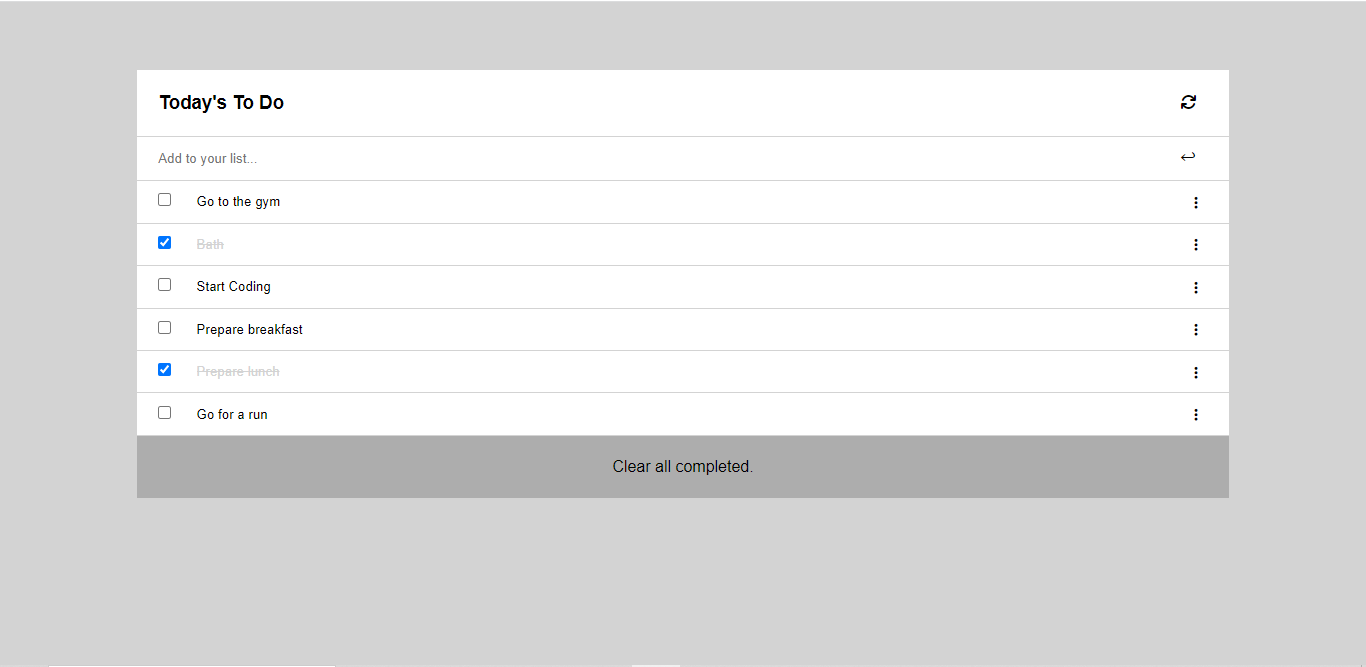 Today's To Do
Add to your list...
Go to the gym
Bath
Start Coding
Prepare breakfast
Prepare lunch
Go for a run
Clear all completed.